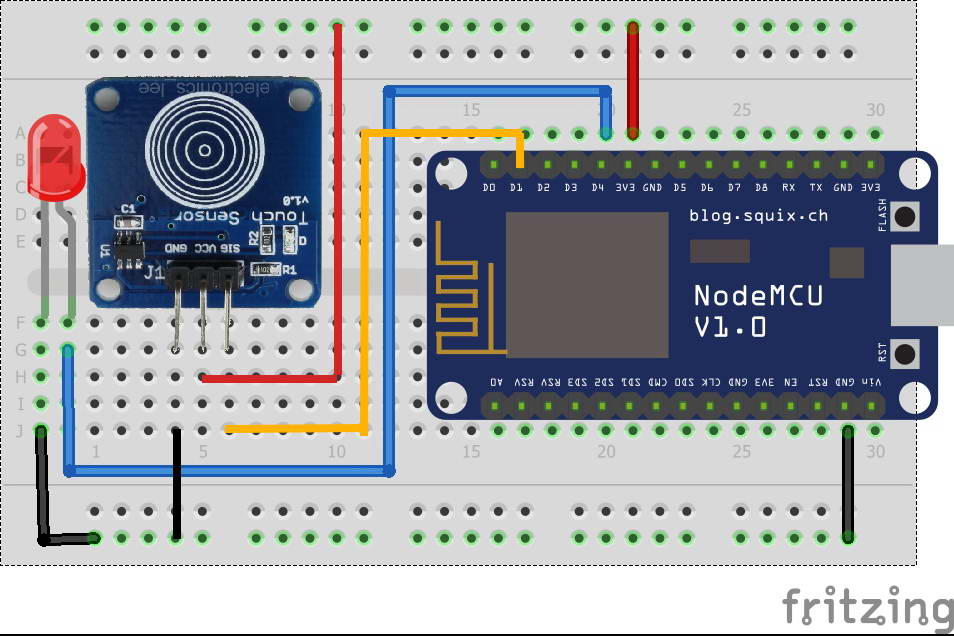 electronics lee
10
15
20
25
30
A
B
C
D
E
F
G
H
I
J
Touch
Sensor
v1.0
C1
U1
R2
D
GND VCC SIG
J1
R1
D0 D1 D2 D3 D4 3V3 GND D5 D6 D7 D8 RX TX GND 3V3
FLASH
blog.squix.ch
NodeMCU
V1.0
RST
A0 RSV RSV SD3 SD2 SD1 CMD SD0 CLK GND 3V3 EN RST GND Vin
1
5
10
15
20
25
30
fritzing